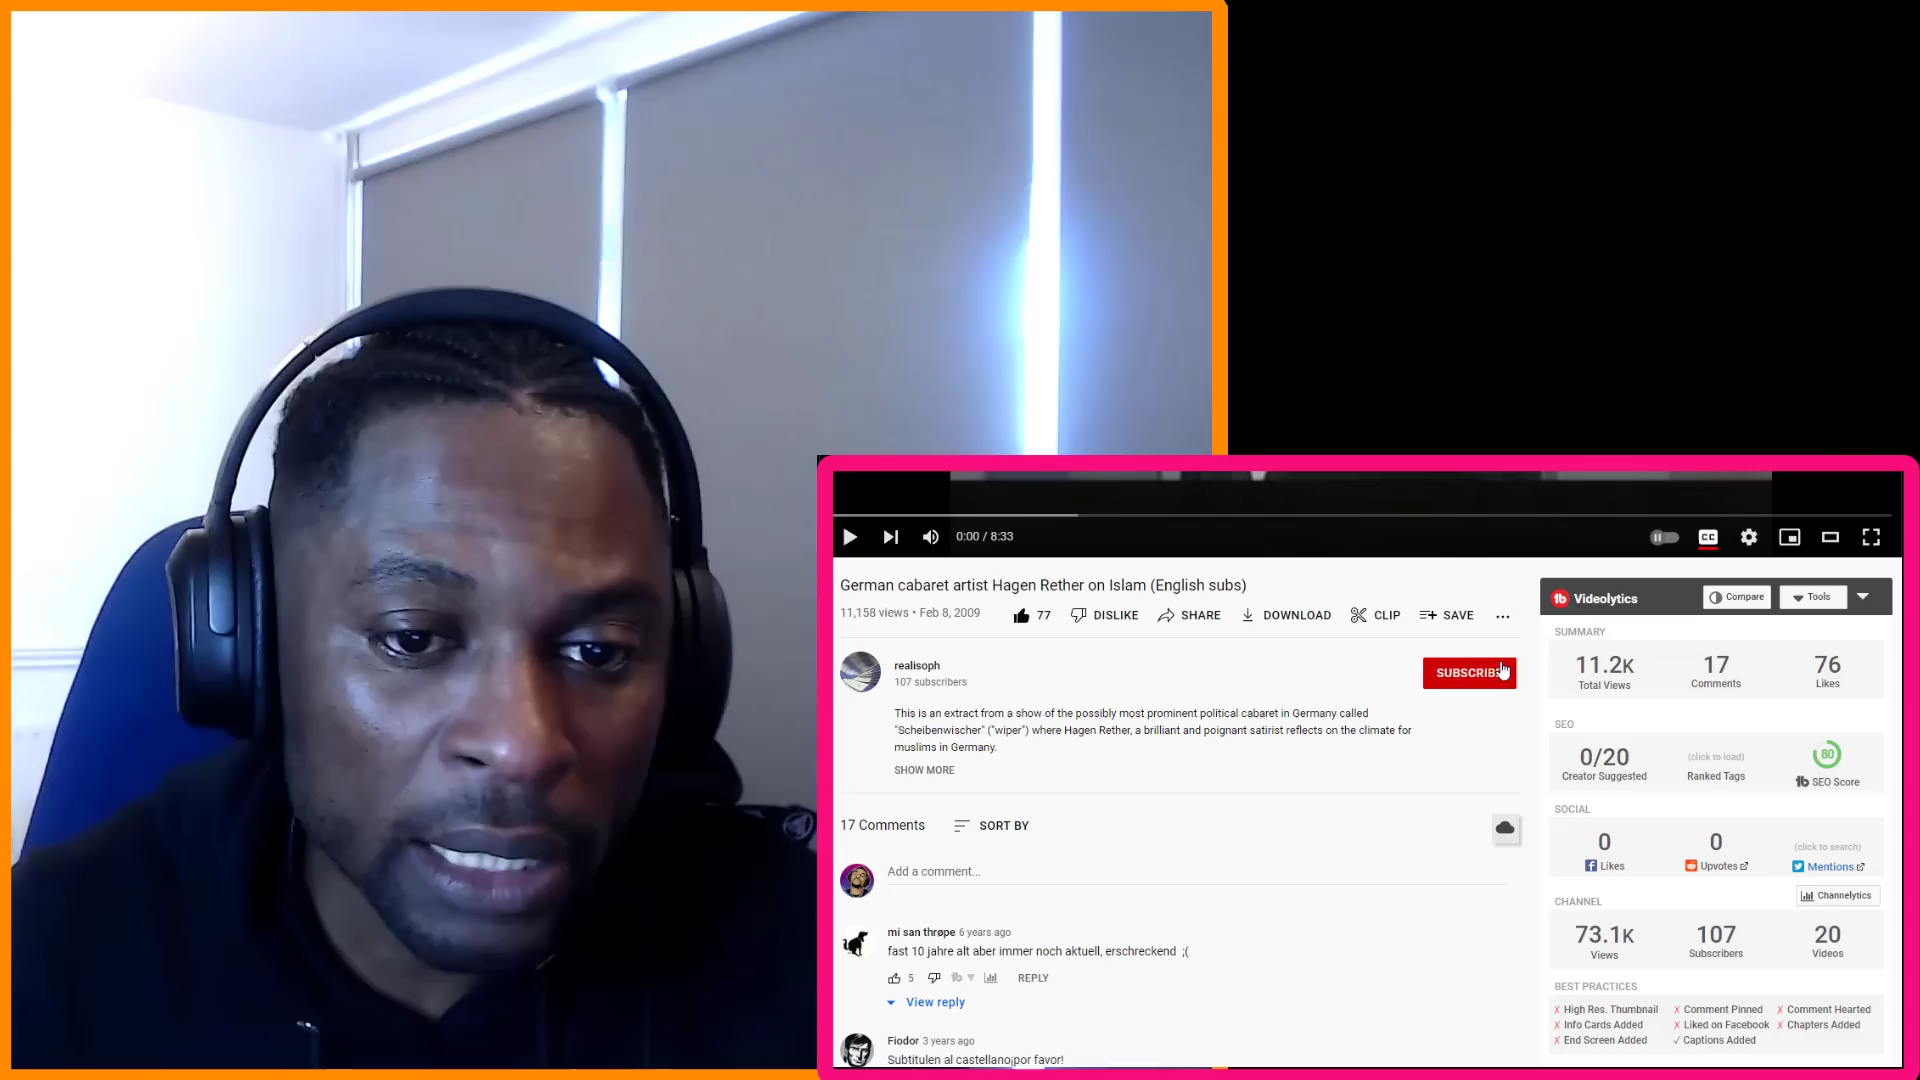 0:00 / 8:33
CC
German cabaret artist Hagen Rether on Islam (English subs)
11,158 views • Feb 8, 2009
77
DISLIKE
SHARE
DOWNLOAD
CLIP
SAVE
realisoph
107 subscribers
SUBSCRIB
This is an extract from a show of the possibly most prominent political cabaret in Germany called
"Scheibenwischer" ("wiper") where Hagen Rether, a brilliant and poignant satirist reflects on the climate for
muslims in Germany.
SHOW MORE
17 Comments
SORT BY
Add a comment...
mi san thrøpe 6 years ago
fast 10 jahre alt aber immer noch aktuell, erschreckend ;(
5
REPLY
View reply
Fiodor 3 years ago
Subtitulen al castellano¡por favor!
Videolytics
Compare
Tools
SUMMARY
11.2K 17 76
Total Views Comments Likes
SEO
0/20 (click to load) 80
Creator Suggested Ranked Tags SEO Score
SOCIAL
0 0 (click to search)
Likes Upvotes Mentions
CHANNEL Channelytics
73.1K 107 20
Views Subscribers Videos
BEST PRACTICES
X High Res. Thumbnail X Comment Pinned X Comment Hearted
X Info Cards Added X Liked on Facebook X Chapters Added
X End Screen Added ✓ Captions Added